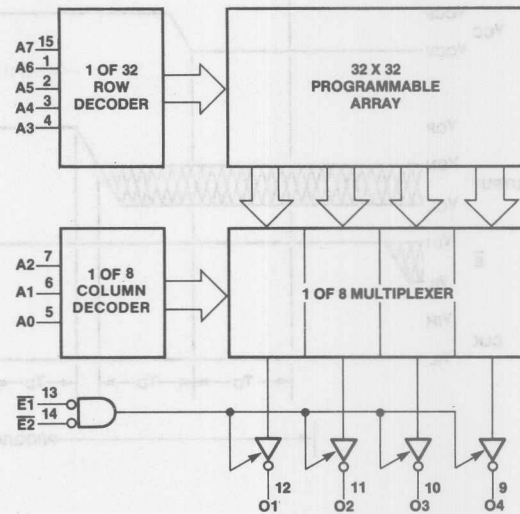 A7 15
A6 1
A5 2
A4 3
A3 4
1 OF 32
ROW
DECODER
32 X 32
PROGRAMMABLE
ARRAY
A2 7
A1 6
A0 5
1 OF 8
COLUMN
DECODER
1 OF 8 MULTIPLEXER
E1 13
E2 14
12
11
10
9
O1
O2
O3
O4